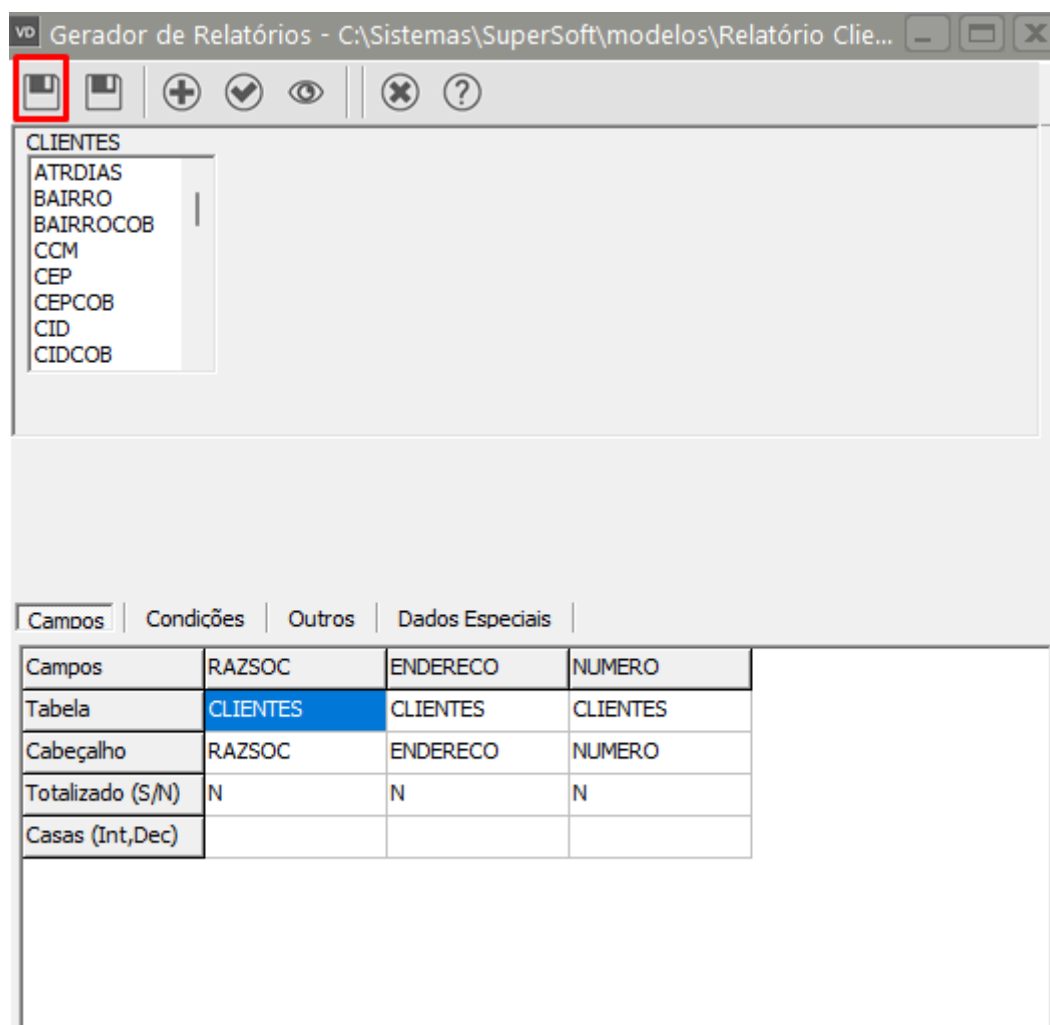 VD Gerador de Relatórios - C:\Sistemas\SuperSoft\modelos\Relatório Clie...
CLIENTES
ATRDIAS
BAIRRO
BAIRROCOB
CCM
CEP
CEPCOB
CID
CIDCOB
Campos Condições Outros Dados Especiais
Campos RAZSOC ENDERECO NUMERO
Tabela CLIENTES CLIENTES CLIENTES
Cabeçalho RAZSOC ENDERECO NUMERO
Totalizado (S/N) N N N
Casas (Int,Dec)